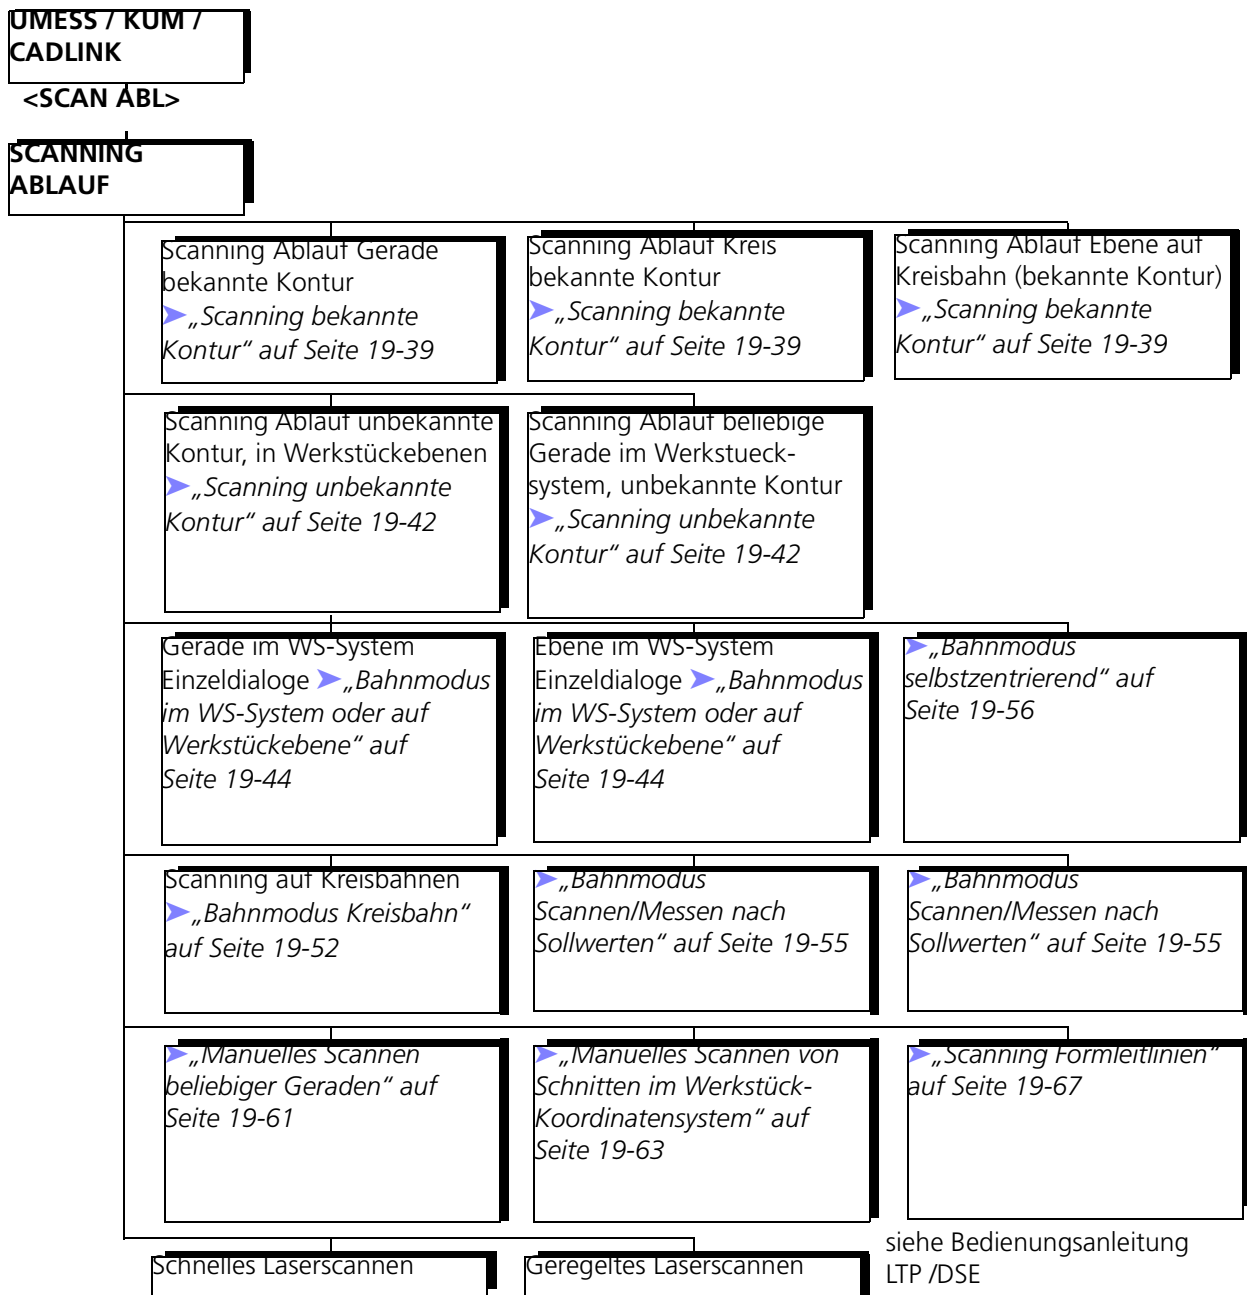 UMESS / KUM /
CADLINK
<SCAN ABL>
SCANNING
ABLAUF
Scanning Ablauf Gerade
bekannte Kontur
➤„Scanning bekannte
Kontur“ auf Seite 19-39
Scanning Ablauf Kreis
bekannte Kontur
➤„Scanning bekannte
Kontur“ auf Seite 19-39
Scanning Ablauf Ebene auf
Kreisbahn (bekannte Kontur)
➤„Scanning bekannte
Kontur“ auf Seite 19-39
Scanning Ablauf unbekannte
Kontur, in Werkstückebenen
➤„Scanning unbekannte
Kontur“ auf Seite 19-42
Scanning Ablauf beliebige
Gerade im Werkstueck-
system, unbekannte Kontur
➤„Scanning unbekannte
Kontur“ auf Seite 19-42
Gerade im WS-System
Einzeldialoge ➤„Bahnmodus
im WS-System oder auf
Werkstückebene“ auf
Seite 19-44
Ebene im WS-System
Einzeldialoge ➤„Bahnmodus
im WS-System oder auf
Werkstückebene“ auf
Seite 19-44
➤„Bahnmodus
selbstzentrierend“ auf
Seite 19-56
Scanning auf Kreisbahnen
➤„Bahnmodus Kreisbahn“
auf Seite 19-52
➤„Bahnmodus
Scannen/Messen nach
Sollwerten“ auf Seite 19-55
➤„Bahnmodus
Scannen/Messen nach
Sollwerten“ auf Seite 19-55
➤„Manuelles Scannen
beliebiger Geraden“ auf
Seite 19-61
➤„Manuelles Scannen von
Schnitten im Werkstück-
Koordinatensystem“ auf
Seite 19-63
➤„Scanning Formleitlinien“
auf Seite 19-67
Schnelles Laserscannen
Geregeltes Laserscannen
siehe Bedienungsanleitung
LTP /DSE